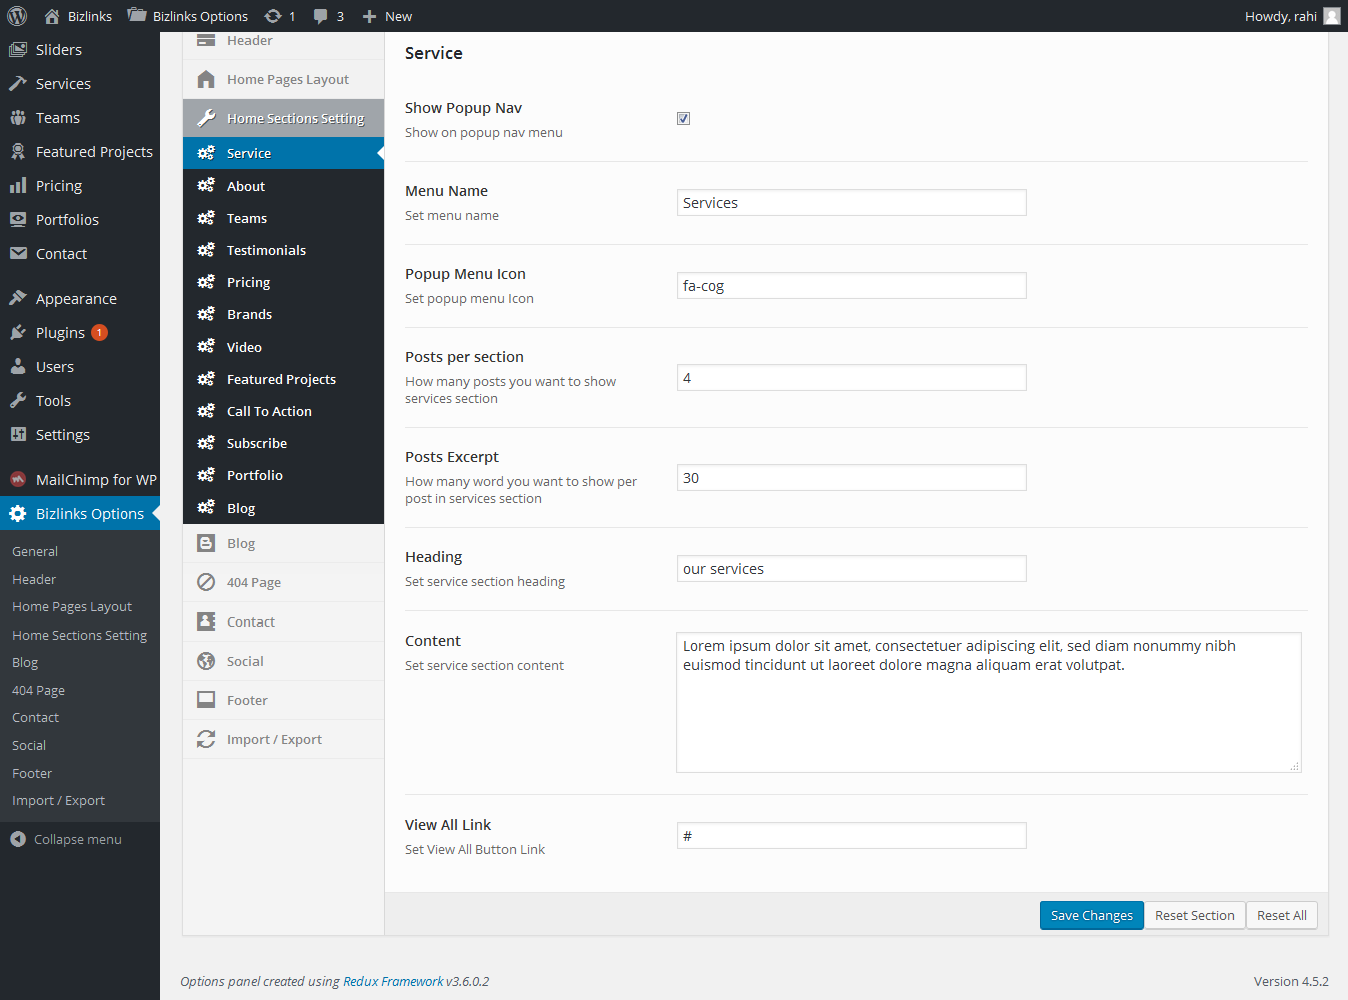 Bizlinks
Bizlinks Options
1
3
New
Howdy, rahi
Sliders
Services
Teams
Featured Projects
Pricing
Portfolios
Contact
Appearance
Plugins 1
Users
Tools
Settings
MailChimp for WP
Bizlinks Options
General
Header
Home Pages Layout
Home Sections Setting
Blog
404 Page
Contact
Social
Footer
Import / Export
Collapse menu
Header
Home Pages Layout
Home Sections Setting
Service
About
Teams
Testimonials
Pricing
Brands
Video
Featured Projects
Call To Action
Subscribe
Portfolio
Blog
Blog
404 Page
Contact
Social
Footer
Import / Export
Service
Show Popup Nav
Show on popup nav menu
Menu Name
Set menu name
Services
Popup Menu Icon
Set popup menu Icon
fa-cog
Posts per section
How many posts you want to show
services section
4
Posts Excerpt
How many word you want to show per
post in services section
30
Heading
Set service section heading
our services
Content
Set service section content
Lorem ipsum dolor sit amet, consectetuer adipiscing elit, sed diam nonummy nibh
euismod tincidunt ut laoreet dolore magna aliquam erat volutpat.
View All Link
Set View All Button Link
#
Save Changes
Reset Section
Reset All
Options panel created using Redux Framework v3.6.0.2
Version 4.5.2